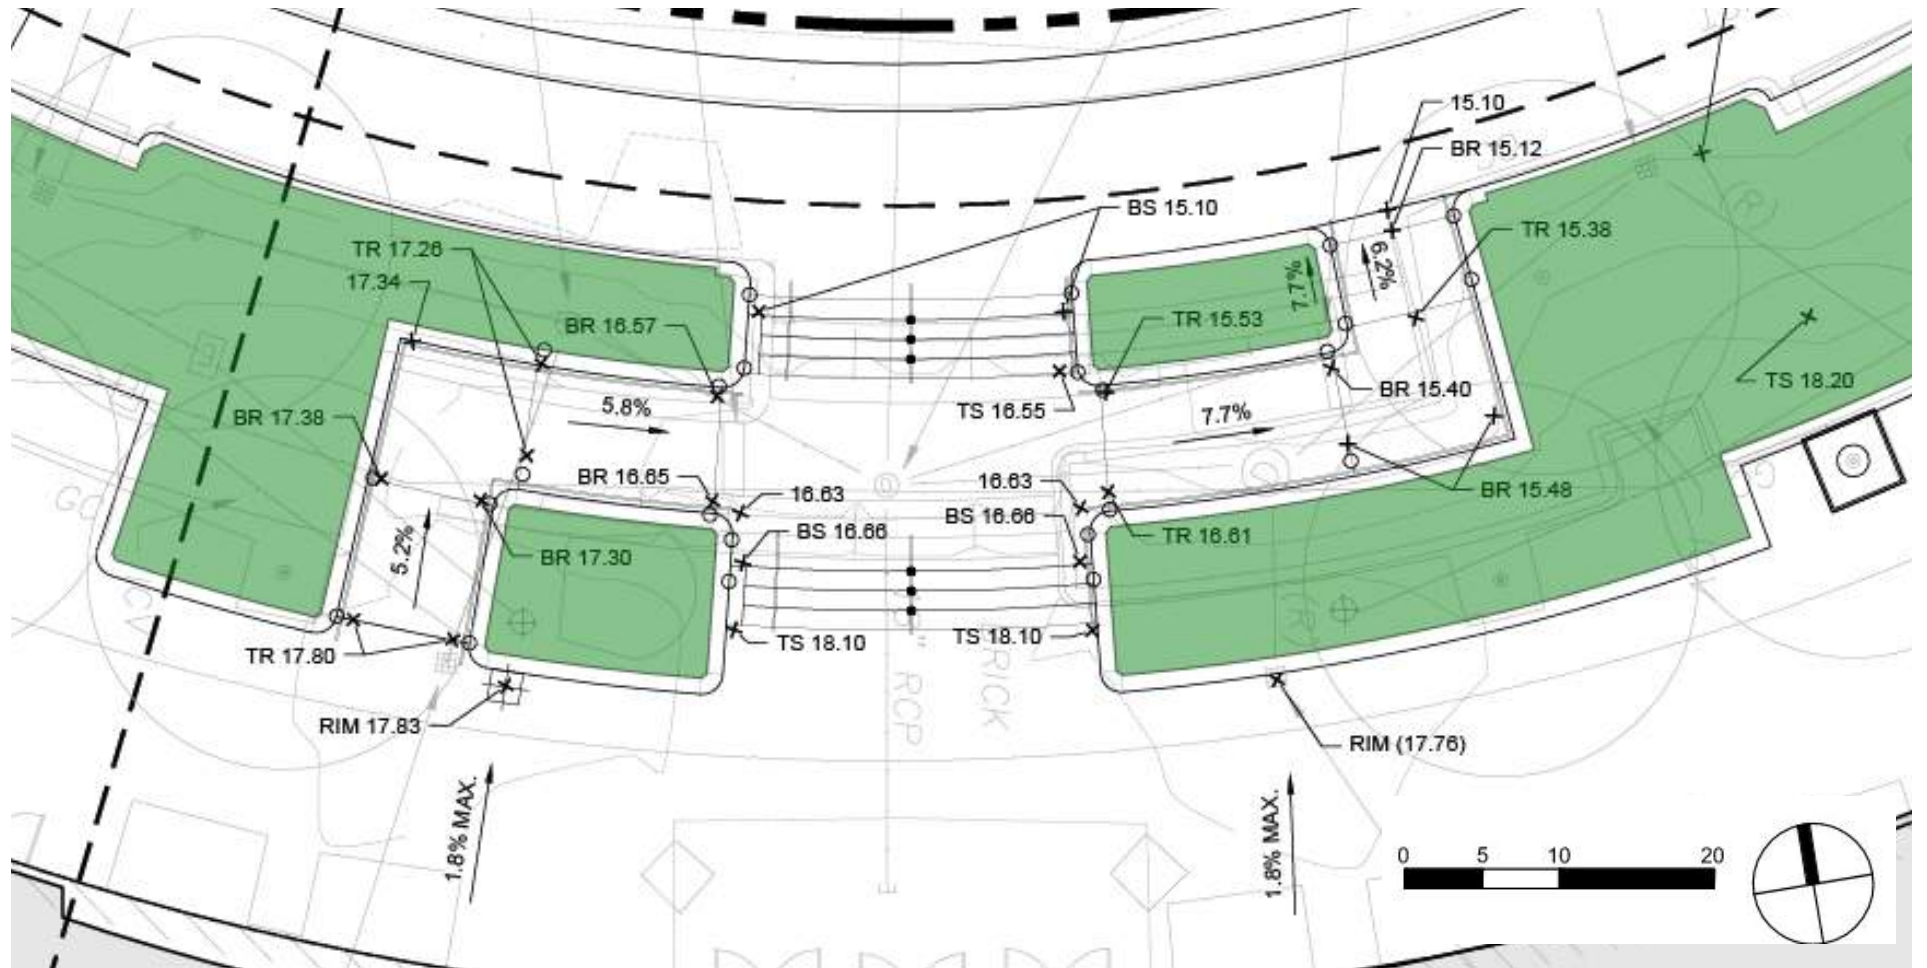 15.10
BR 15.12
BS 15.10
TR 15.38
TR 17.26
17.34
6.2%
7.7%
BR 16.57
TR 15.53
TS 18.20
BR 15.40
5.8%
TS 16.55
7.7%
BR 17.38
BR 16.65
16.63
16.63
BR 15.48
BS 16.66
BS 16.66
TR 16.61
5.2%
BR 17.30
TS 18.10
TS 18.10
TR 17.80
RIM 17.83
RIM (17.76)
RCP
RICK
(R)
1.8% MAX.
1.8% MAX.
0 5 10 20